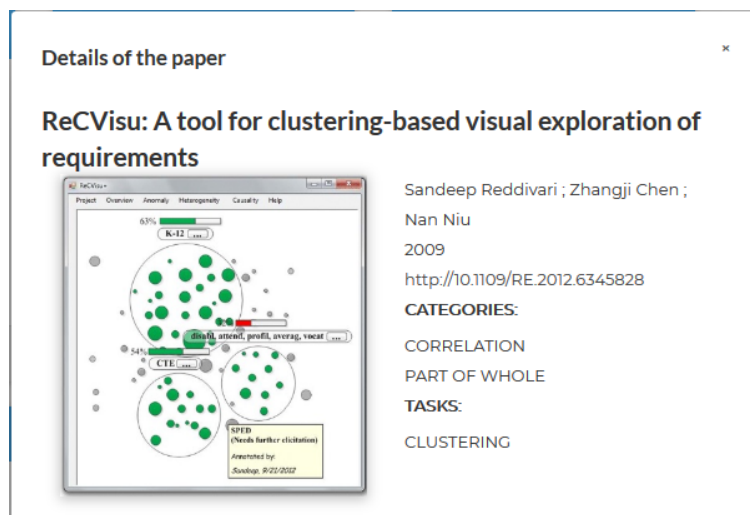 Details of the paper
×
ReCVisu: A tool for clustering-based visual exploration of
requirements
ReCVisu+
Project Overview Anomaly Heterogeneity Causality Help
63%
K-12 ...
disabil, attend, profil, averag, vocat ...
54%
CTE ...
SPED
(Needs further elicitation)
Annotated by:
Sandeep, 9/21/2012
Sandeep Reddivari ; Zhangji Chen ;
Nan Niu
2009
http://10.1109/RE.2012.6345828
CATEGORIES:
CORRELATION
PART OF WHOLE
TASKS:
CLUSTERING